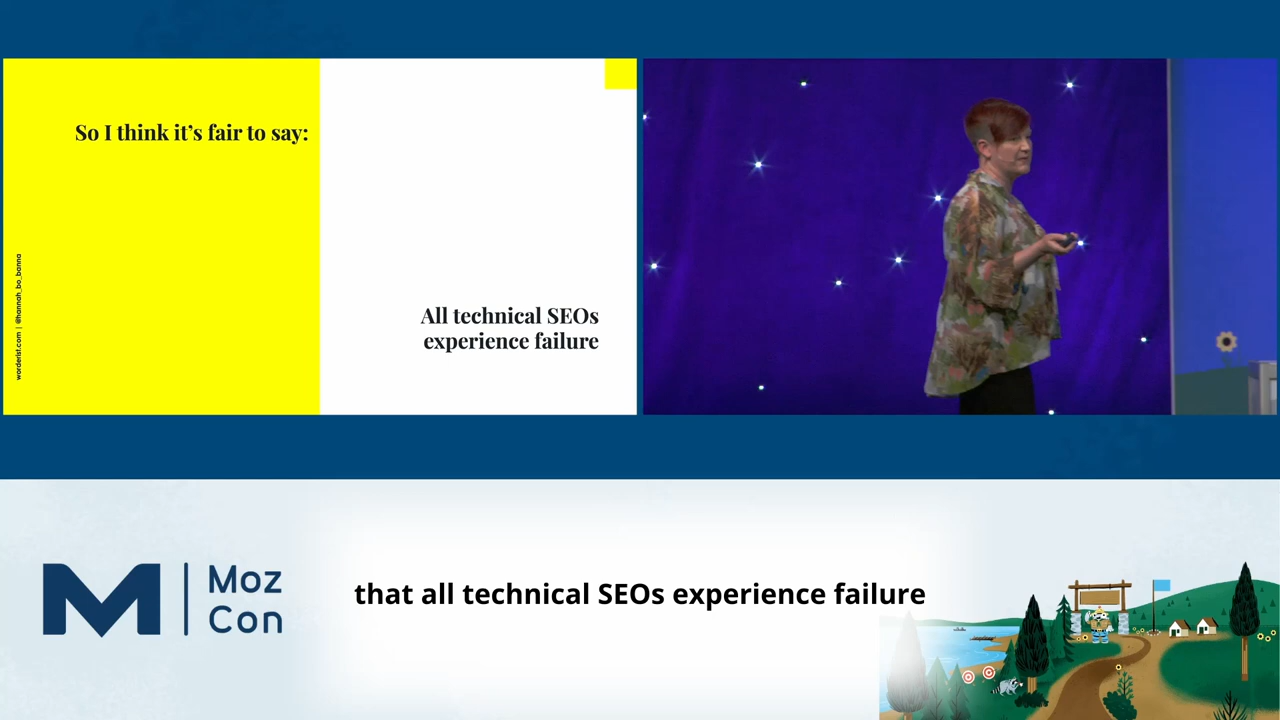 So I think it's fair to say:
All technical SEOs
experience failure
worderist.com | @hannah_bo_banna
Moz
Con
that all technical SEOs experience failure